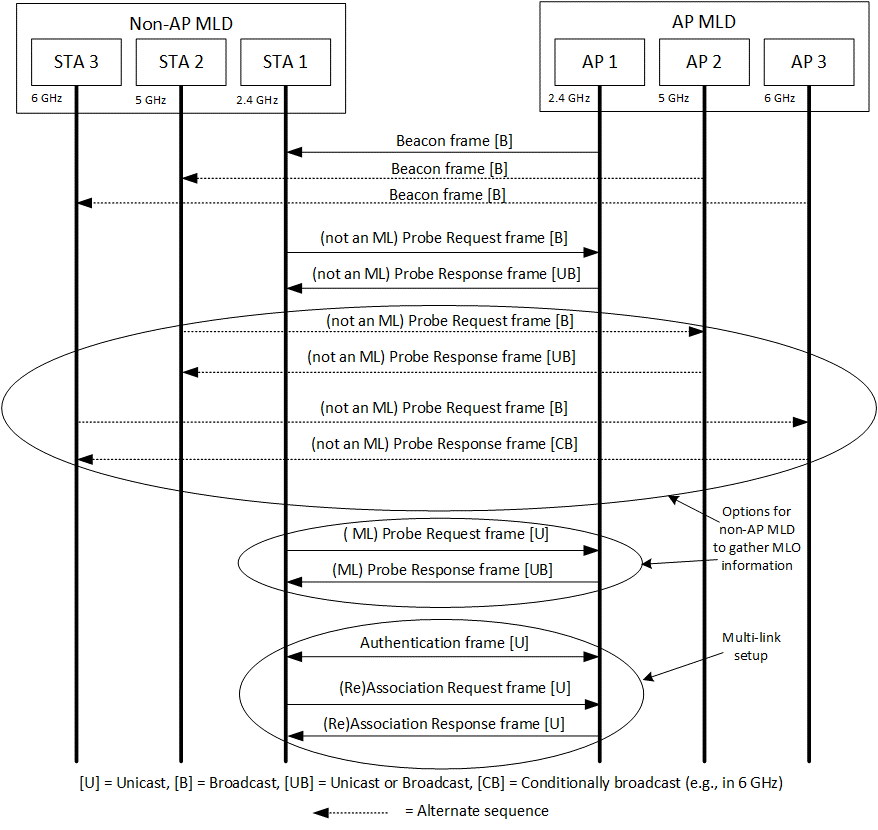 Non-AP MLD
AP MLD
STA 3
STA 2
STA 1
AP 1
AP 2
AP 3
6 GHz
5 GHz
2.4 GHz
2.4 GHz
5 GHz
6 GHz
Beacon frame [B]
Beacon frame [B]
Beacon frame [B]
(not an ML) Probe Request frame [B]
(not an ML) Probe Response frame [UB]
(not an ML) Probe Request frame [B]
(not an ML) Probe Response frame [UB]
(not an ML) Probe Request frame [B]
(not an ML) Probe Response frame [CB]
Options for
non-AP MLD
to gather MLO
information
( ML) Probe Request frame [U]
(ML) Probe Response frame [UB]
Authentication frame [U]
Multi-link
setup
(Re)Association Request frame [U]
(Re)Association Response frame [U]
[U] = Unicast, [B] = Broadcast, [UB] = Unicast or Broadcast, [CB] = Conditionally broadcast (e.g., in 6 GHz)
= Alternate sequence